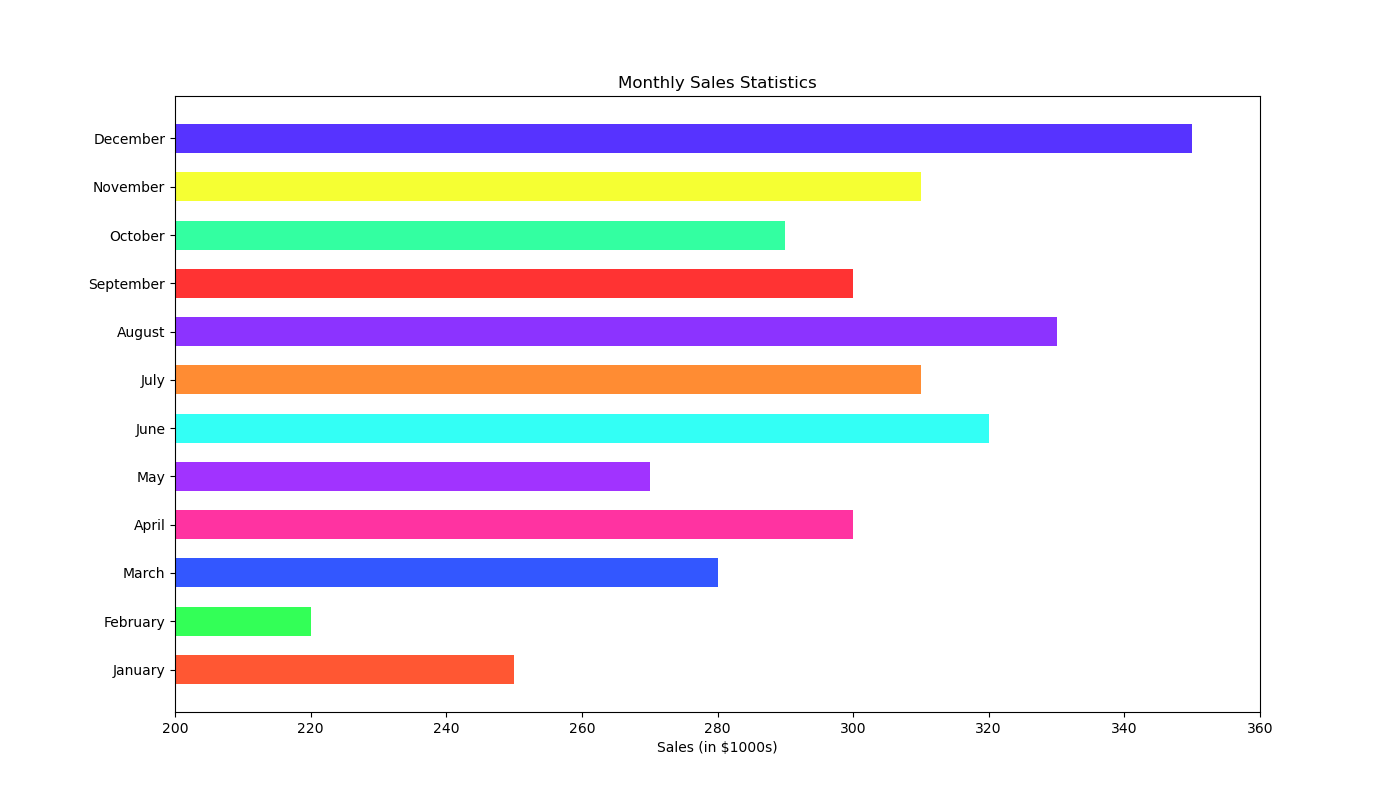 Monthly Sales Statistics
December
November
October
September
August
July
June
May
April
March
February
January
200 220 240 260 280 300 320 340 360
Sales (in $1000s)